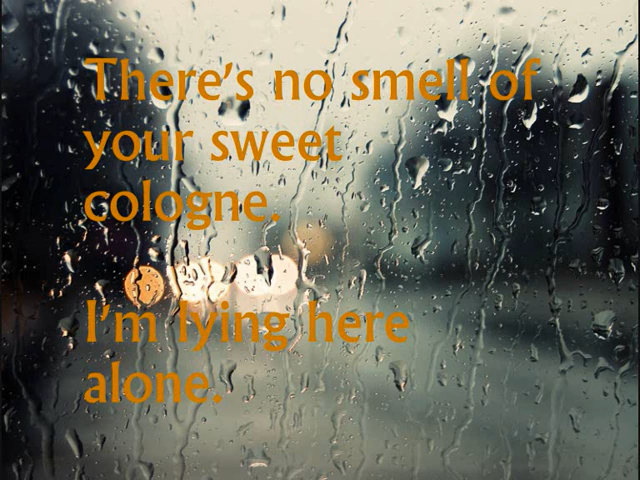 There's no smell of
your sweet
cologne.
I'm lying here
alone.